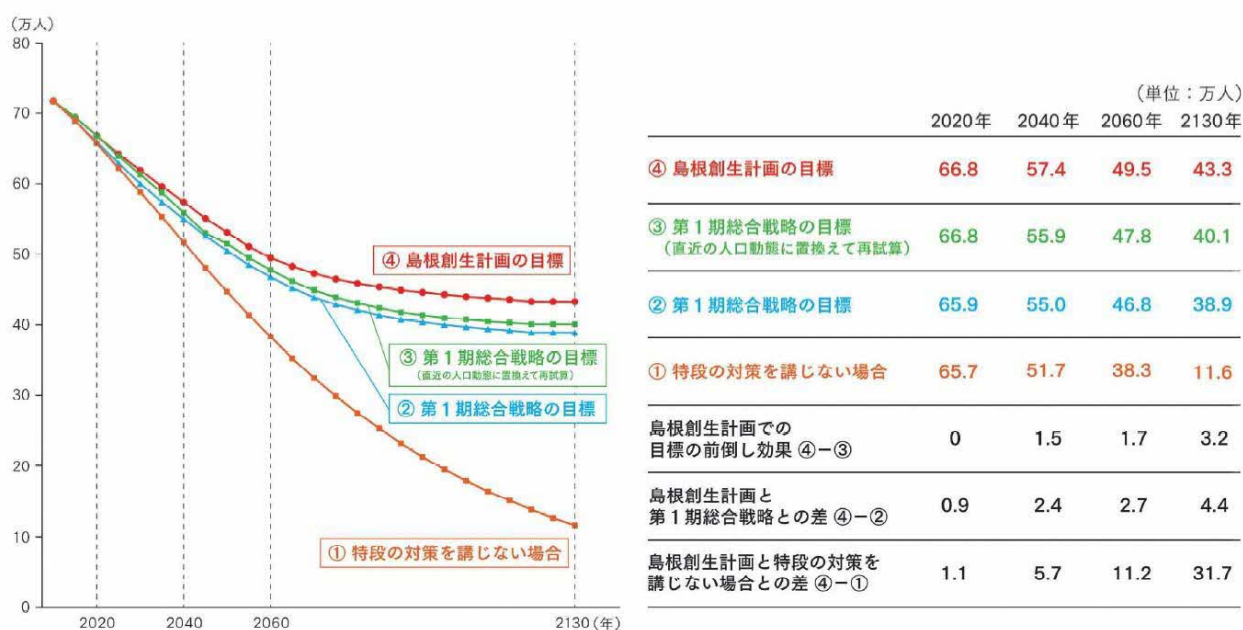 (万人)
80
70
60
50
40
30
20
10
0
2020
2040
2060
2130(年)
④ 島根創生計画の目標
③ 第1期総合戦略の目標
(直近の人口動態に置換えて再試算)
② 第1期総合戦略の目標
① 特段の対策を講じない場合
(単位:万人)
2020年 2040年 2060年 2130年
④ 島根創生計画の目標 66.8 57.4 49.5 43.3
③ 第1期総合戦略の目標
(直近の人口動態に置換えて再試算) 66.8 55.9 47.8 40.1
② 第1期総合戦略の目標 65.9 55.0 46.8 38.9
① 特段の対策を講じない場合 65.7 51.7 38.3 11.6
島根創生計画での
目標の前倒し効果 ④−③ 0 1.5 1.7 3.2
島根創生計画と
第1期総合戦略との差 ④−② 0.9 2.4 2.7 4.4
島根創生計画と特段の対策を
講じない場合との差 ④−① 1.1 5.7 11.2 31.7